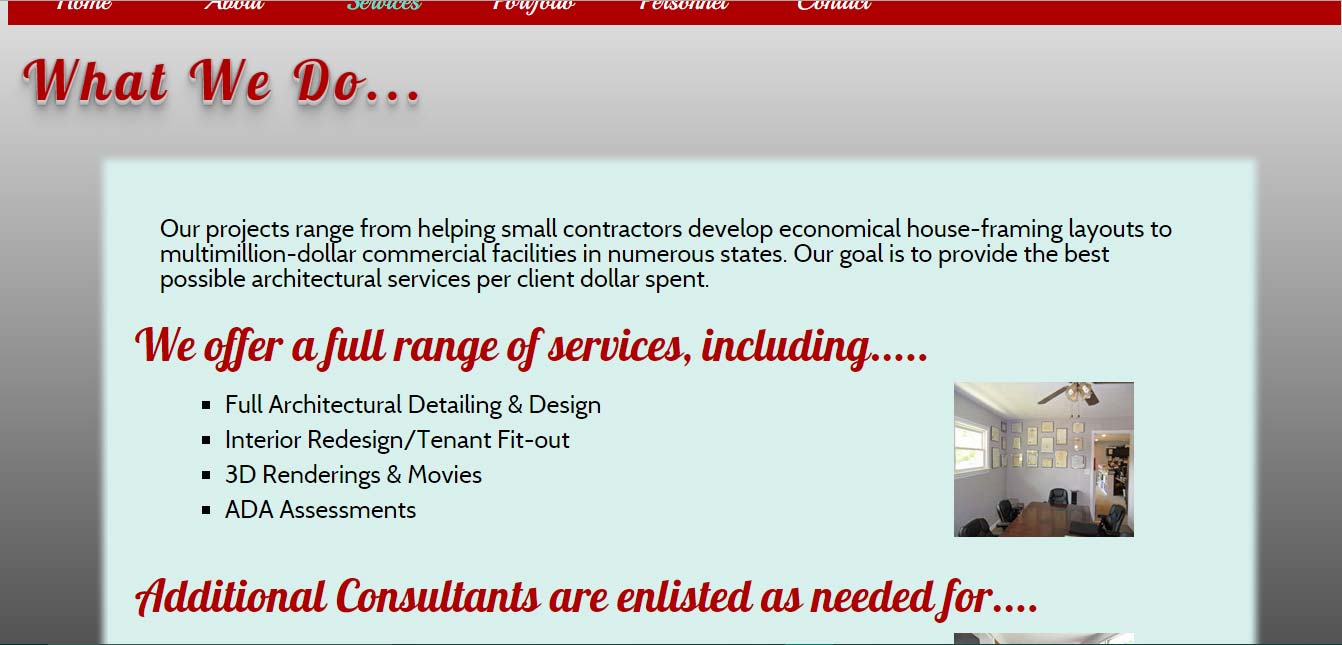 Home About Services Portfolio Personnel Contact
What We Do...
Our projects range from helping small contractors develop economical house-framing layouts to
multimillion-dollar commercial facilities in numerous states. Our goal is to provide the best
possible architectural services per client dollar spent.
We offer a full range of services, including.....
Full Architectural Detailing & Design
Interior Redesign/Tenant Fit-out
3D Renderings & Movies
ADA Assessments
Additional Consultants are enlisted as needed for....